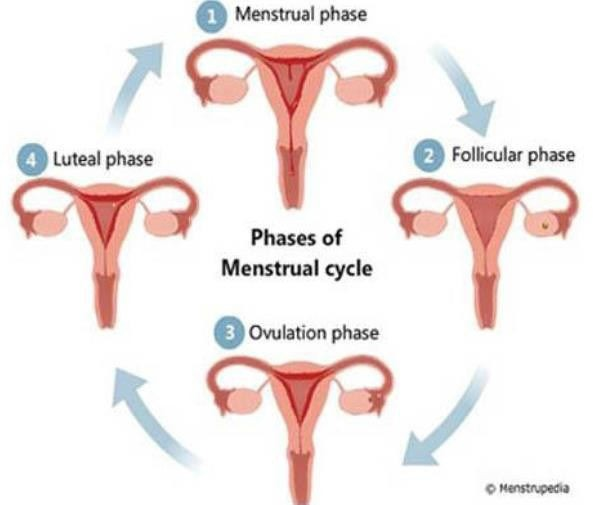 1 Menstrual phase
2 Follicular phase
Phases of
Menstrual cycle
3 Ovulation phase
4 Luteal phase
© Menstrupedia